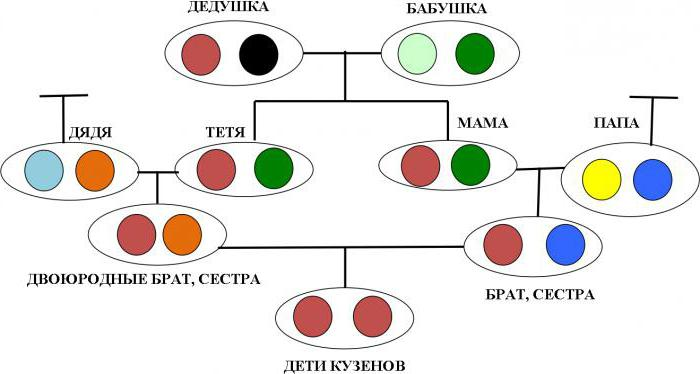 ДЕДУШКА
БАБУШКА
ДЯДЯ
ТЕТЯ
МАМА
ПАПА
ДВОЮРОДНЫЕ БРАТ, СЕСТРА
БРАТ, СЕСТРА
ДЕТИ КУЗЕНОВ